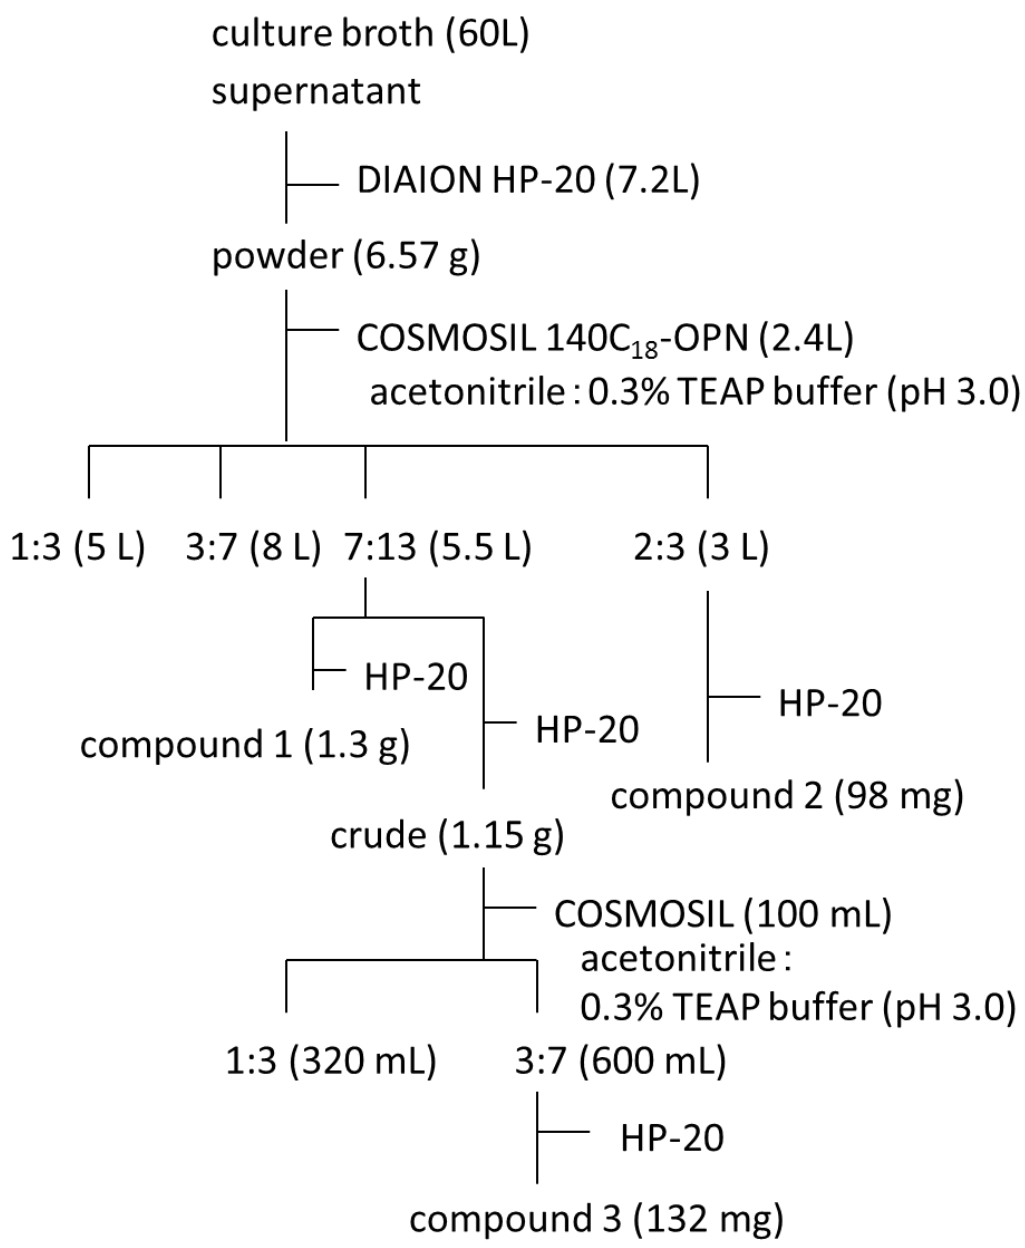 culture broth (60L)
supernatant
DIAION HP-20 (7.2L)
powder (6.57 g)
COSMOSIL 140C₁₈-OPN (2.4L)
acetonitrile : 0.3% TEAP buffer (pH 3.0)
1:3 (5 L) 3:7 (8 L) 7:13 (5.5 L) 2:3 (3 L)
HP-20
HP-20
HP-20
compound 1 (1.3 g)
compound 2 (98 mg)
crude (1.15 g)
COSMOSIL (100 mL)
acetonitrile :
0.3% TEAP buffer (pH 3.0)
1:3 (320 mL) 3:7 (600 mL)
HP-20
compound 3 (132 mg)